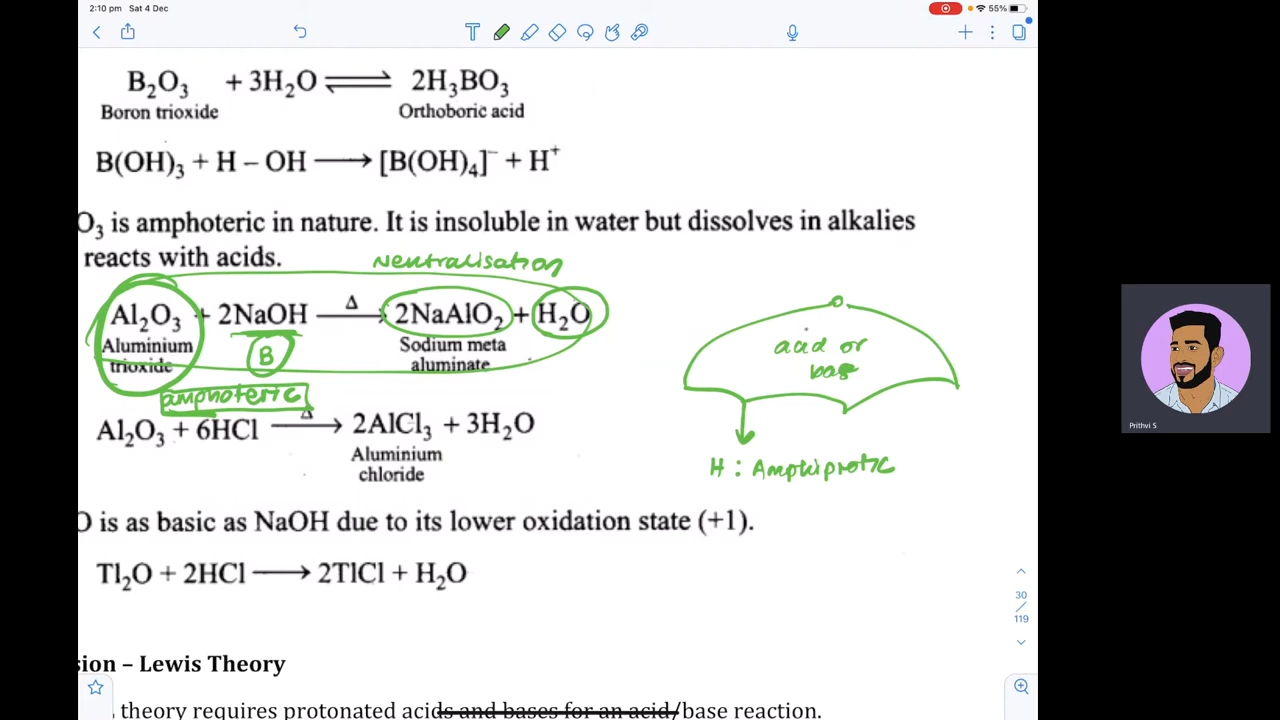 2:10 pm Sat 4 Dec
55%
B₂O₃ + 3H₂O ⇌ 2H₃BO₃
Boron trioxide Orthoboric acid
B(OH)₃ + H – OH ⟶ [B(OH)₄]⁻ + H⁺
O₃ is amphoteric in nature. It is insoluble in water but dissolves in alkalies
reacts with acids.
Neutralisation
Al₂O₃ + 2NaOH ⟶ Δ 2NaAlO₂ + H₂O
Aluminium Sodium meta
trioxide aluminate
B
amphoteric
acid or
base
Al₂O₃ + 6HCl ⟶ Δ 2AlCl₃ + 3H₂O
Aluminium
chloride
H : Amphiprotic
O is as basic as NaOH due to its lower oxidation state (+1).
Tl₂O + 2HCl ⟶ 2TlCl + H₂O
sion – Lewis Theory
theory requires protonated acids and bases for an acid/base reaction.
T
30
/
119
Prithvi S